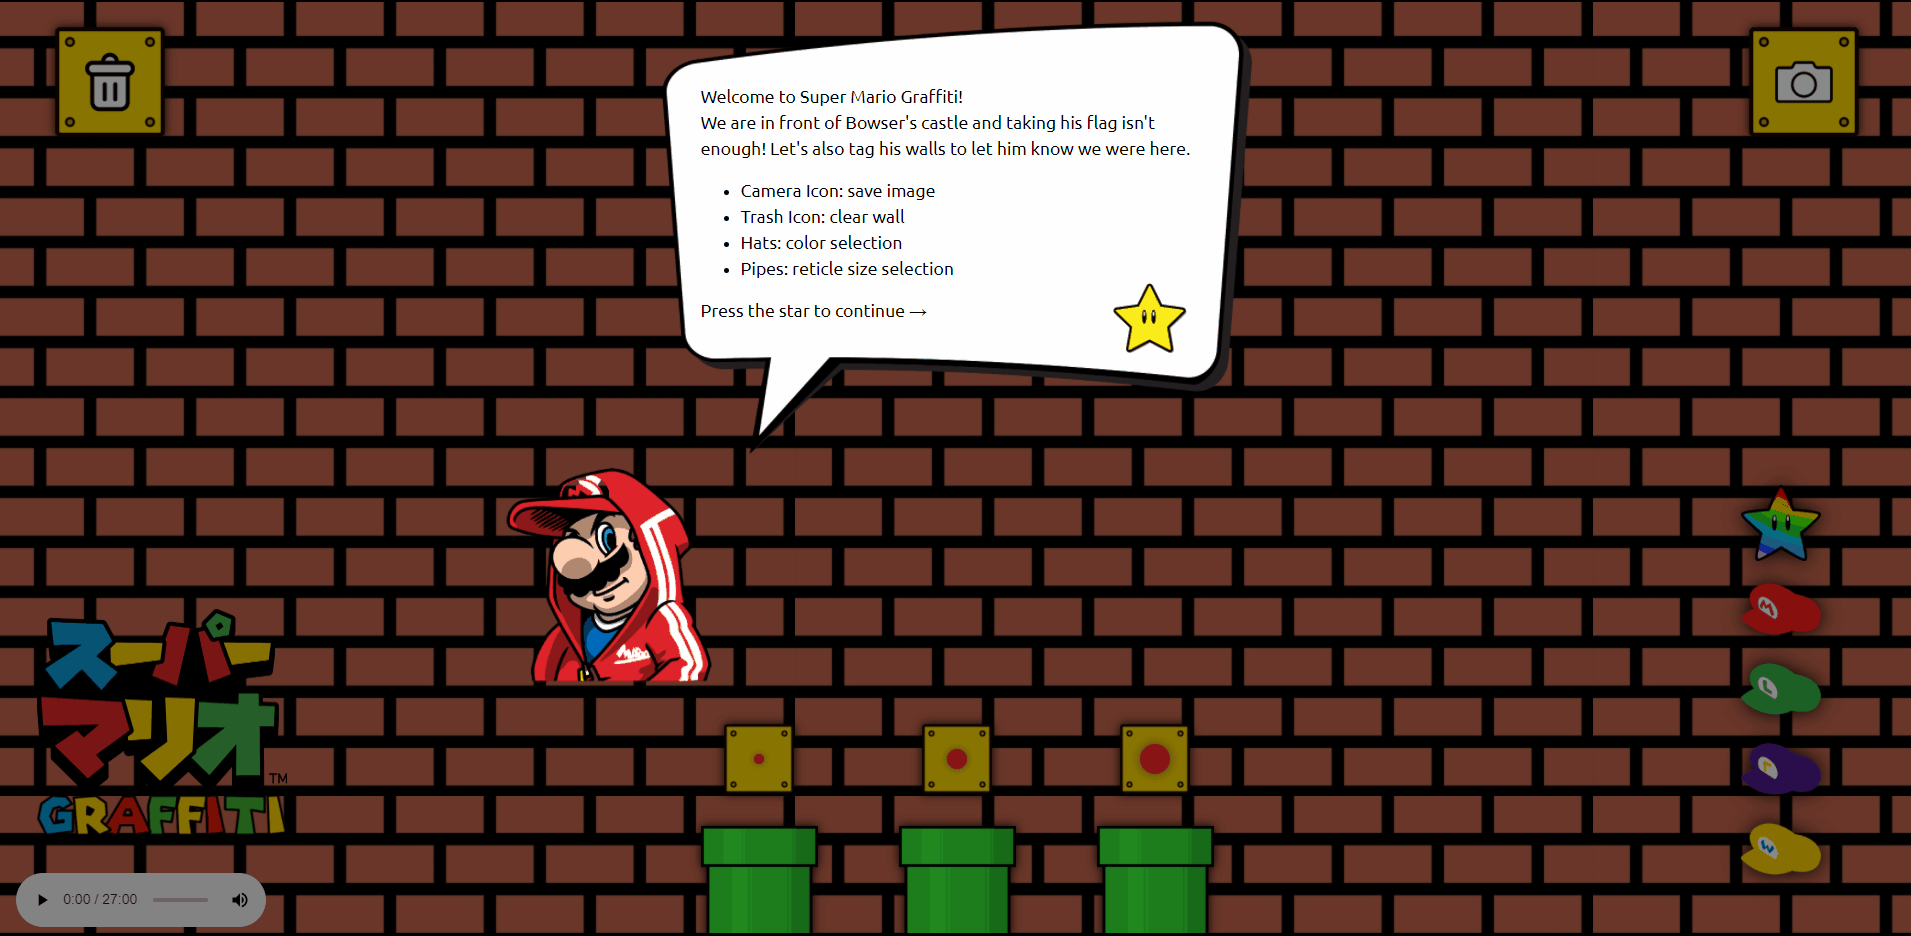 Welcome to Super Mario Graffiti!
We are in front of Bowser's castle and taking his flag isn't
enough! Let's also tag his walls to let him know we were here.
• Camera Icon: save image
• Trash Icon: clear wall
• Hats: color selection
• Pipes: reticle size selection
Press the star to continue →
M
MARIO
スーパー
マリオ
TM
GRAFFITI
0:00 / 27:00
M
L
Γ
W